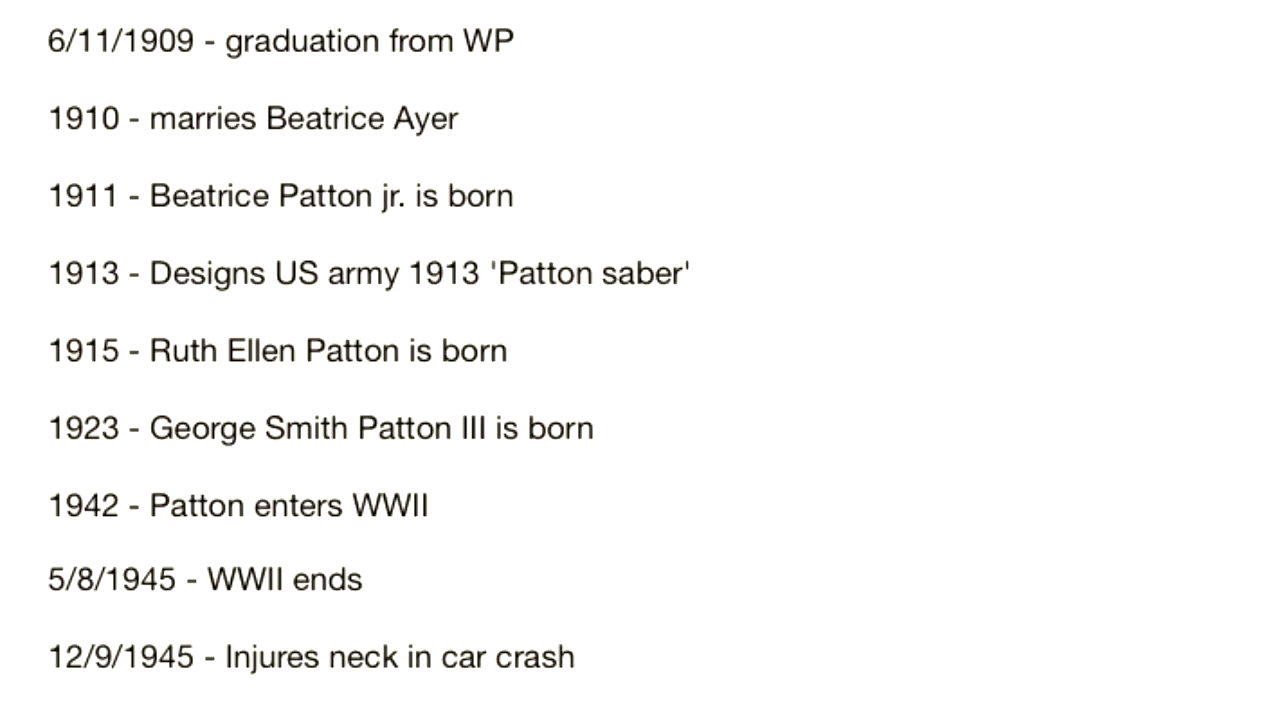 6/11/1909 - graduation from WP
1910 - marries Beatrice Ayer
1911 - Beatrice Patton jr. is born
1913 - Designs US army 1913 'Patton saber'
1915 - Ruth Ellen Patton is born
1923 - George Smith Patton III is born
1942 - Patton enters WWII
5/8/1945 - WWII ends
12/9/1945 - Injures neck in car crash